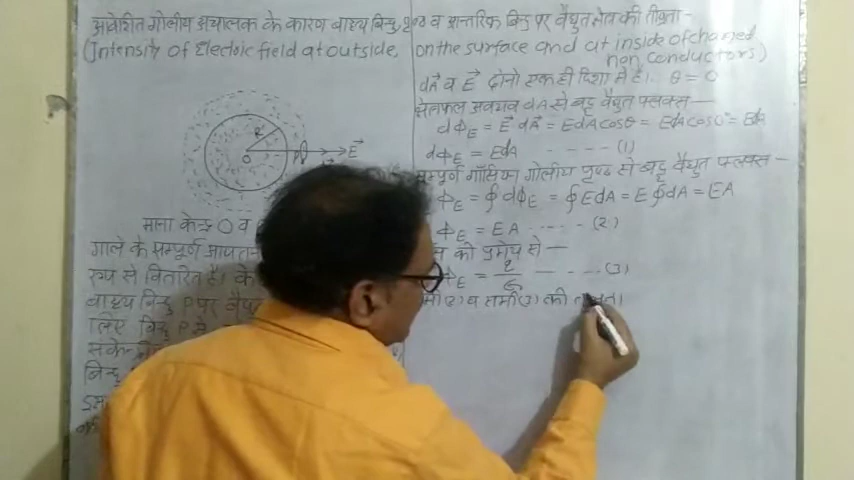 आवेशित गोलीय अचालक के कारण बाह्य बिन्दु, पृष्ठ व आन्तरिक बिन्दु पर वैद्युत क्षेत्र की तीव्रता -
(Intensity of Electric field at outside, on the surface and at inside of charged non conductors)
R
O
E⃗
माना केन्द्र O व
गोले के सम्पूर्ण आयतन
रूप से वितरित है। के
बाह्य बिन्दु P पर वैद्यु
लिए बिन्दु P से
संकेन्द्रि
बिन्दु
dA⃗ व E⃗ दोनो एक ही दिशा में है। ∴ θ = 0
क्षेत्रफल अवयव dA से बद्ध वैद्युत फ्लक्स —
dΦE = E⃗ dA⃗ = EdA cosθ = EdA cos0° = EdA
dΦE = EdA ----- (1)
सम्पूर्ण गॉसियन गोलीय पृष्ठ से बद्ध वैद्युत फ्लक्स —
ΦE = ∮dΦE = ∮EdA = E∮dA = EA
ΦE = EA ----- (2)
की प्रमेय से —
ΦE = q/ε₀ ----- (3)
समी(2) व समी(3) की